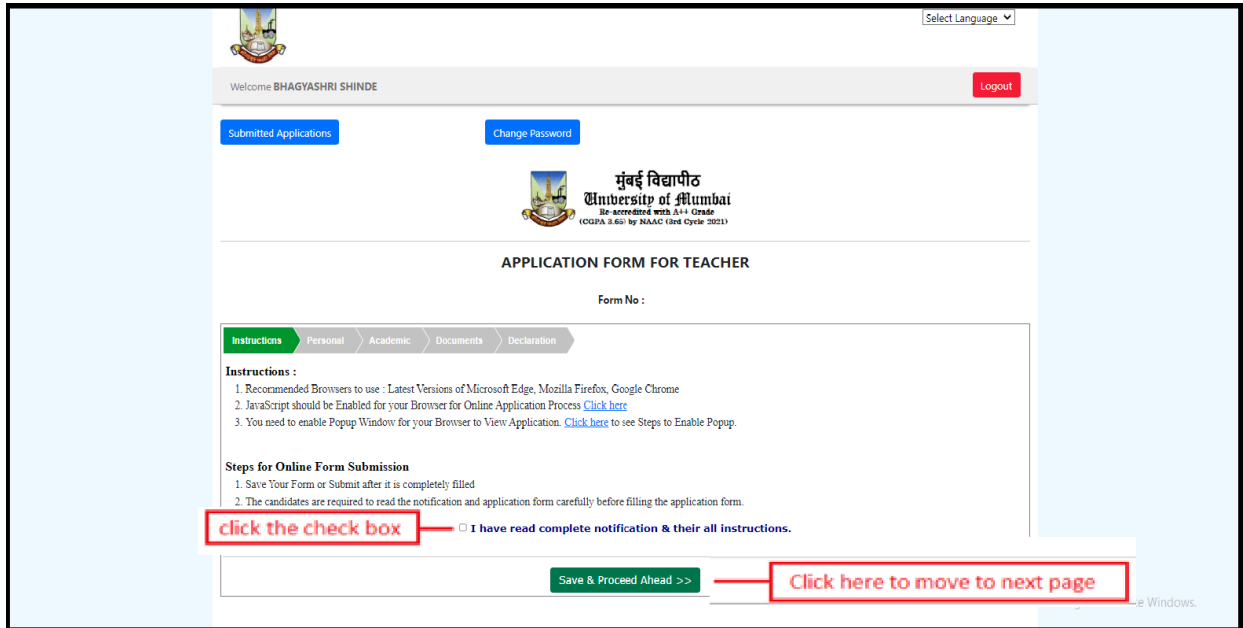 Select Language
Welcome BHAGYASHRI SHINDE
Logout
Submitted Applications
Change Password
मुंबई विद्यापीठ
University of Mumbai
Re-accredited with A++ Grade
(CGPA 3.65) by NAAC (3rd Cycle 2021)
APPLICATION FORM FOR TEACHER
Form No :
Instructions Personal Academic Documents Declaration
Instructions :
1. Recommended Browsers to use : Latest Versions of Microsoft Edge, Mozilla Firefox, Google Chrome
2. JavaScript should be Enabled for your Browser for Online Application Process Click here
3. You need to enable Popup Window for your Browser to View Application. Click here to see Steps to Enable Popup.
Steps for Online Form Submission
1. Save Your Form or Submit after it is completely filled
2. The candidates are required to read the notification and application form carefully before filling the application form.
click the check box
I have read complete notification & their all instructions.
Save & Proceed Ahead >>
Click here to move to next page
Windows.